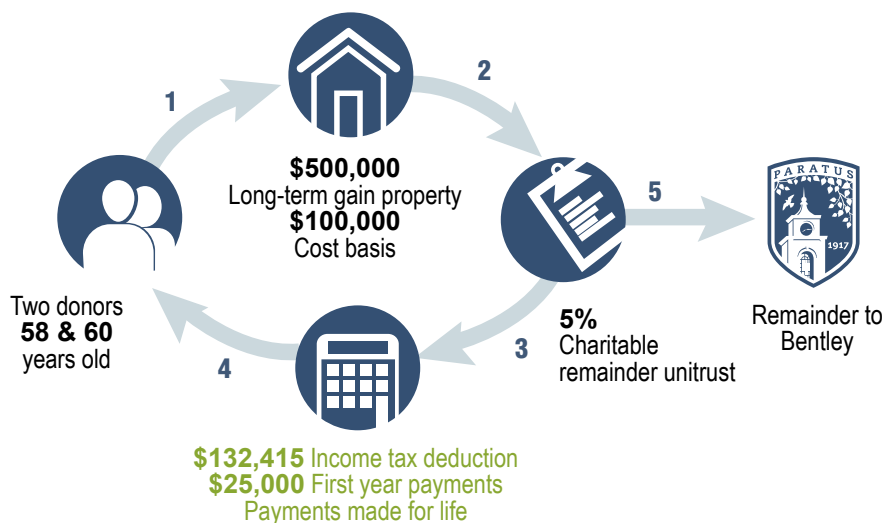 1
2
$500,000
Long-term gain property
$100,000
Cost basis
5
PARATUS
1917
Two donors
58 & 60
years old
5%
Charitable
remainder unitrust
Remainder to
Bentley
3
4
$132,415 Income tax deduction
$25,000 First year payments
Payments made for life